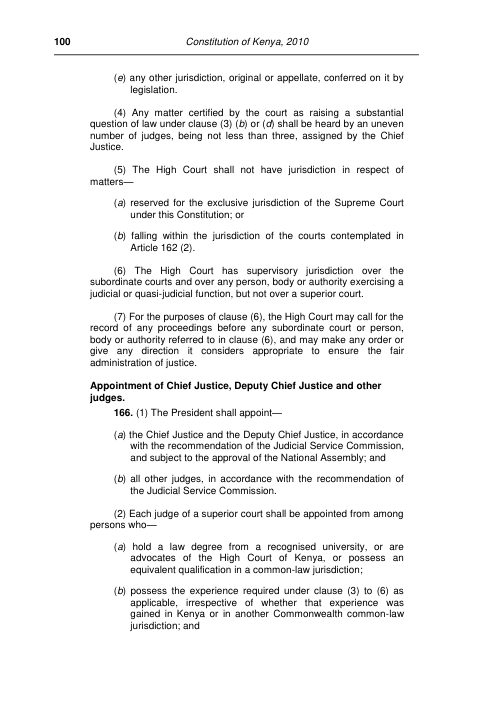 100 Constitution of Kenya, 2010
(e) any other jurisdiction, original or appellate, conferred on it by
legislation.
(4) Any matter certified by the court as raising a substantial
question of law under clause (3) (b) or (d) shall be heard by an uneven
number of judges, being not less than three, assigned by the Chief
Justice.
(5) The High Court shall not have jurisdiction in respect of
matters—
(a) reserved for the exclusive jurisdiction of the Supreme Court
under this Constitution; or
(b) falling within the jurisdiction of the courts contemplated in
Article 162 (2).
(6) The High Court has supervisory jurisdiction over the
subordinate courts and over any person, body or authority exercising a
judicial or quasi-judicial function, but not over a superior court.
(7) For the purposes of clause (6), the High Court may call for the
record of any proceedings before any subordinate court or person,
body or authority referred to in clause (6), and may make any order or
give any direction it considers appropriate to ensure the fair
administration of justice.
Appointment of Chief Justice, Deputy Chief Justice and other
judges.
166. (1) The President shall appoint—
(a) the Chief Justice and the Deputy Chief Justice, in accordance
with the recommendation of the Judicial Service Commission,
and subject to the approval of the National Assembly; and
(b) all other judges, in accordance with the recommendation of
the Judicial Service Commission.
(2) Each judge of a superior court shall be appointed from among
persons who—
(a) hold a law degree from a recognised university, or are
advocates of the High Court of Kenya, or possess an
equivalent qualification in a common-law jurisdiction;
(b) possess the experience required under clause (3) to (6) as
applicable, irrespective of whether that experience was
gained in Kenya or in another Commonwealth common-law
jurisdiction; and